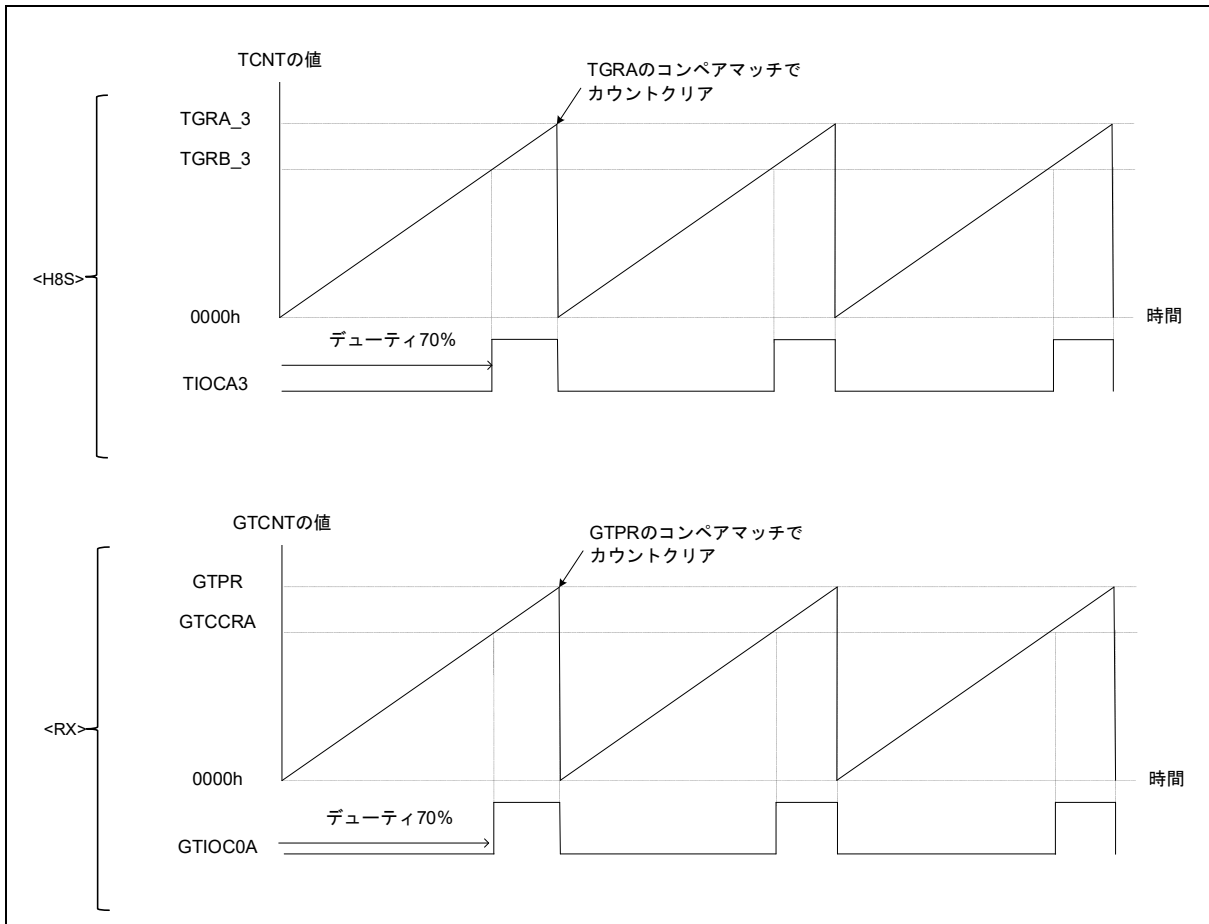 TCNTの値
TGRAのコンペアマッチで
カウントクリア
TGRA_3
TGRB_3
<H8S>
0000h
時間
デューティ70%
TIOCA3
GTCNTの値
GTPRのコンペアマッチで
カウントクリア
GTPR
GTCCRA
<RX>
0000h
時間
デューティ70%
GTIOC0A